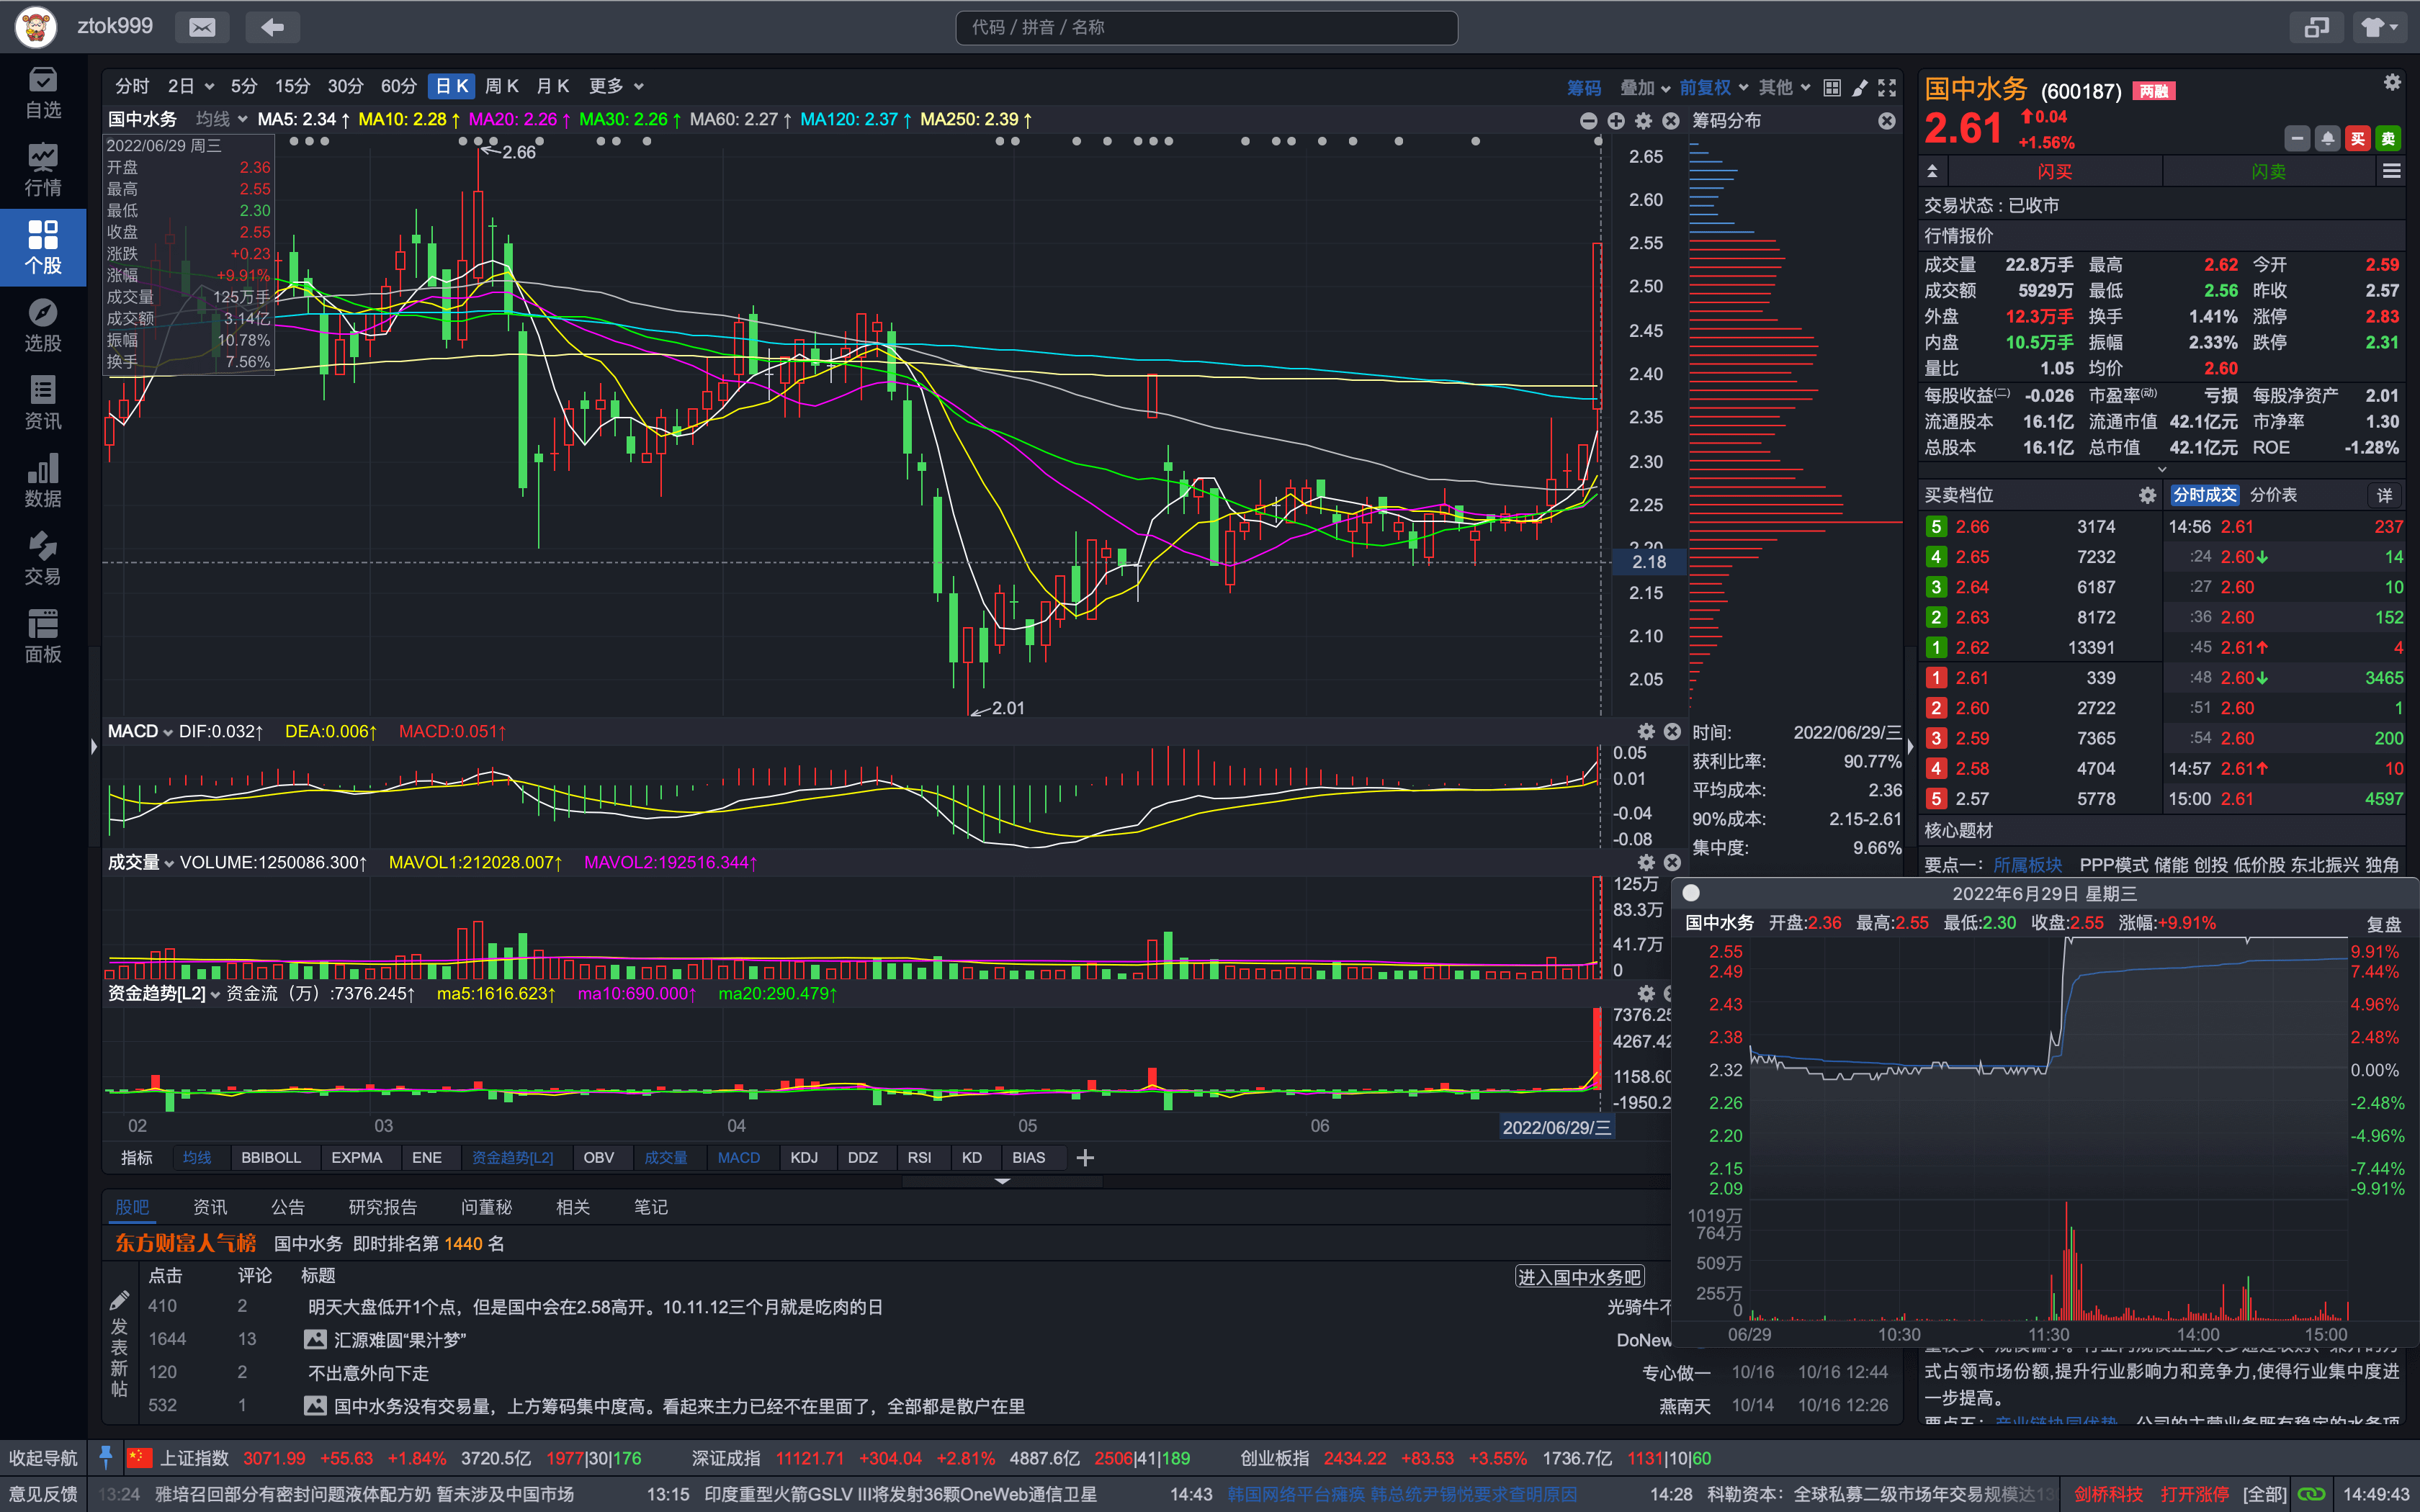 ztok999
代码 / 拼音 / 名称
自选
行情
个股
选股
资讯
数据
交易
面板
分时 2日 5分 15分 30分 60分 日K 周K 月K 更多
筹码 叠加 前复权 其他
国中水务 均线 MA5: 2.34↑ MA10: 2.28↑ MA20: 2.26↑ MA30: 2.26↑ MA60: 2.27↑ MA120: 2.37↑ MA250: 2.39↑
筹码分布
2022/06/29 周三
开盘 2.36
最高 2.55
最低 2.30
收盘 2.55
涨跌 +0.23
涨幅 +9.91%
成交量 125万手
成交额 3.14亿
振幅 10.78%
换手 7.56%
2.66
2.01
2.65
2.60
2.55
2.50
2.45
2.40
2.35
2.30
2.25
2.20
2.18
2.15
2.10
2.05
MACD DIF:0.032↑ DEA:0.006↑ MACD:0.051↑
0.05
0.01
-0.04
-0.08
时间: 2022/06/29/三
获利比率: 90.77%
平均成本: 2.36
90%成本: 2.15-2.61
集中度: 9.66%
成交量 VOLUME:1250086.300↑ MAVOL1:212028.007↑ MAVOL2:192516.344↑
125万
83.3万
41.7万
0
资金趋势[L2] 资金流（万）:7376.245↑ ma5:1616.623↑ ma10:690.000↑ ma20:290.479↑
7376.25
4267.42
1158.60
-1950.2
02 03 04 05 06 2022/06/29/三
指标 均线 BBIBOLL EXPMA ENE 资金趋势[L2] OBV 成交量 MACD KDJ DDZ RSI KD BIAS
股吧 资讯 公告 研究报告 问董秘 相关 笔记
东方财富人气榜 国中水务 即时排名第 1440 名
发表新帖
点击 评论 标题
进入国中水务吧
410 2 明天大盘低开1个点，但是国中会在2.58高开。10.11.12三个月就是吃肉的日 光骑牛不
1644 13 汇源难圆“果汁梦” DoNew
120 2 不出意外向下走 专心做一 10/16 10/16 12:44
532 1 国中水务没有交易量，上方筹码集中度高。看起来主力已经不在里面了，全部都是散户在里 燕南天 10/14 10/16 12:26
国中水务 (600187) 两融
2.61 0.04
+1.56%
买 卖
闪买 闪卖
交易状态 : 已收市
行情报价
成交量 22.8万手 最高 2.62 今开 2.59
成交额 5929万 最低 2.56 昨收 2.57
外盘 12.3万手 换手 1.41% 涨停 2.83
内盘 10.5万手 振幅 2.33% 跌停 2.31
量比 1.05 均价 2.60
每股收益(二) -0.026 市盈率(动) 亏损 每股净资产 2.01
流通股本 16.1亿 流通市值 42.1亿元 市净率 1.30
总股本 16.1亿 总市值 42.1亿元 ROE -1.28%
买卖档位
分时成交 分价表 详
5 2.66 3174
4 2.65 7232
3 2.64 6187
2 2.63 8172
1 2.62 13391
1 2.61 339
2 2.60 2722
3 2.59 7365
4 2.58 4704
5 2.57 5778
14:56 2.61 237
:24 2.60↓ 14
:27 2.60 10
:36 2.60 152
:45 2.61↑ 4
:48 2.60↓ 3465
:51 2.60 1
:54 2.60 200
14:57 2.61↑ 10
15:00 2.61 4597
核心题材
要点一: 所属板块 PPP模式 储能 创投 低价股 东北振兴 独角
2022年6月29日 星期三
国中水务 开盘:2.36 最高:2.55 最低:2.30 收盘:2.55 涨幅:+9.91% 复盘
2.55 9.91%
2.49 7.44%
2.43 4.96%
2.38 2.48%
2.32 0.00%
2.26 -2.48%
2.20 -4.96%
2.15 -7.44%
2.09 -9.91%
1019万
764万
509万
255万
0
06/29 10:30 11:30 14:00 15:00
式占领市场份额,提升行业影响力和竞争力,使得行业集中度进
一步提高。
收起导航 上证指数 3071.99 +55.63 +1.84% 3720.5亿 1977|30|176 深证成指 11121.71 +304.04 +2.81% 4887.6亿 2506|41|189 创业板指 2434.22 +83.53 +3.55% 1736.7亿 1131|10|60
意见反馈 13:24 雅培召回部分有密封问题液体配方奶 暂未涉及中国市场 13:15 印度重型火箭GSLV III将发射36颗OneWeb通信卫星 14:43 韩国网络平台瘫痪 韩总统尹锡悦要求查明原因 14:28 科勒资本：全球私募二级市场年交易规模达 剑桥科技 打开涨停 [全部] 14:49:43